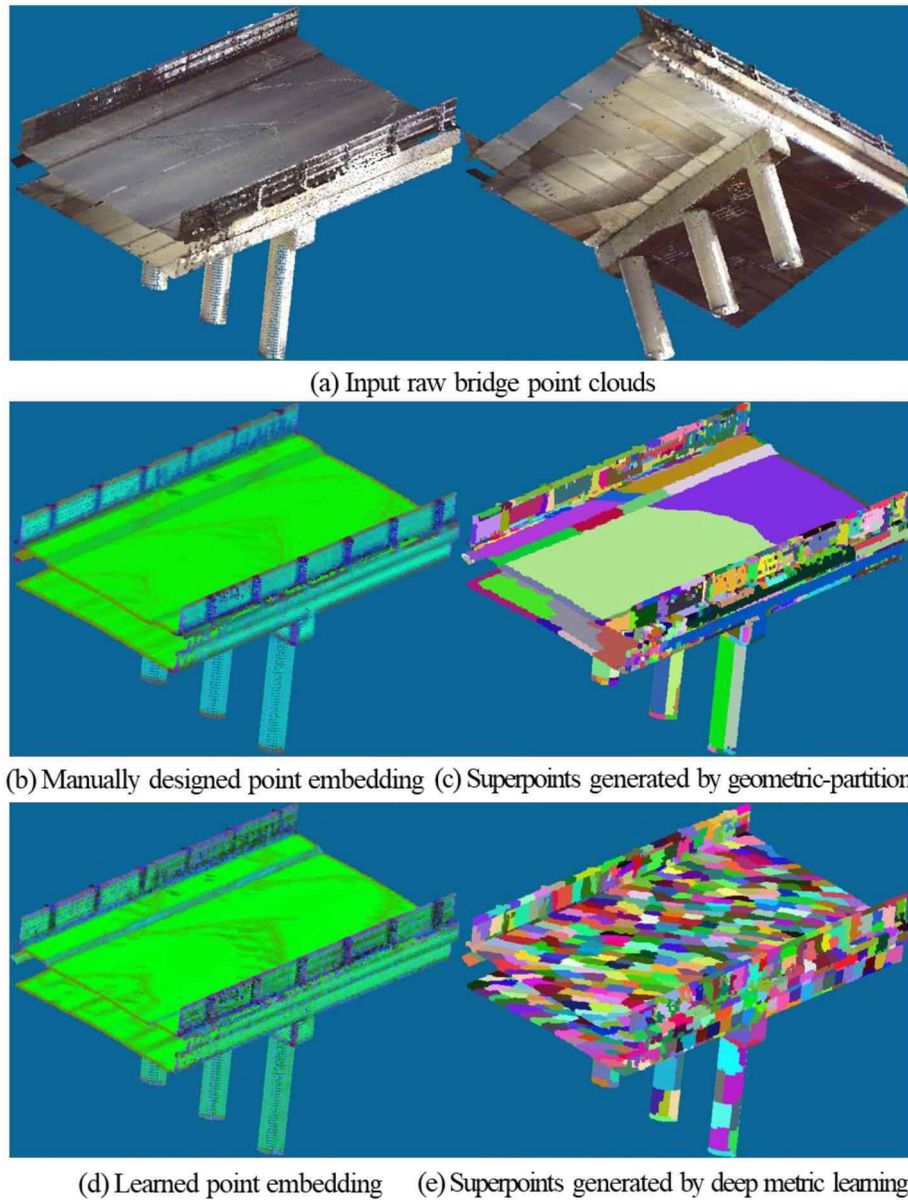 (a) Input raw bridge point clouds
(b) Manually designed point embedding (c) Superpoints generated by geometric-partition
(d) Learned point embedding (e) Superpoints generated by deep metric learning